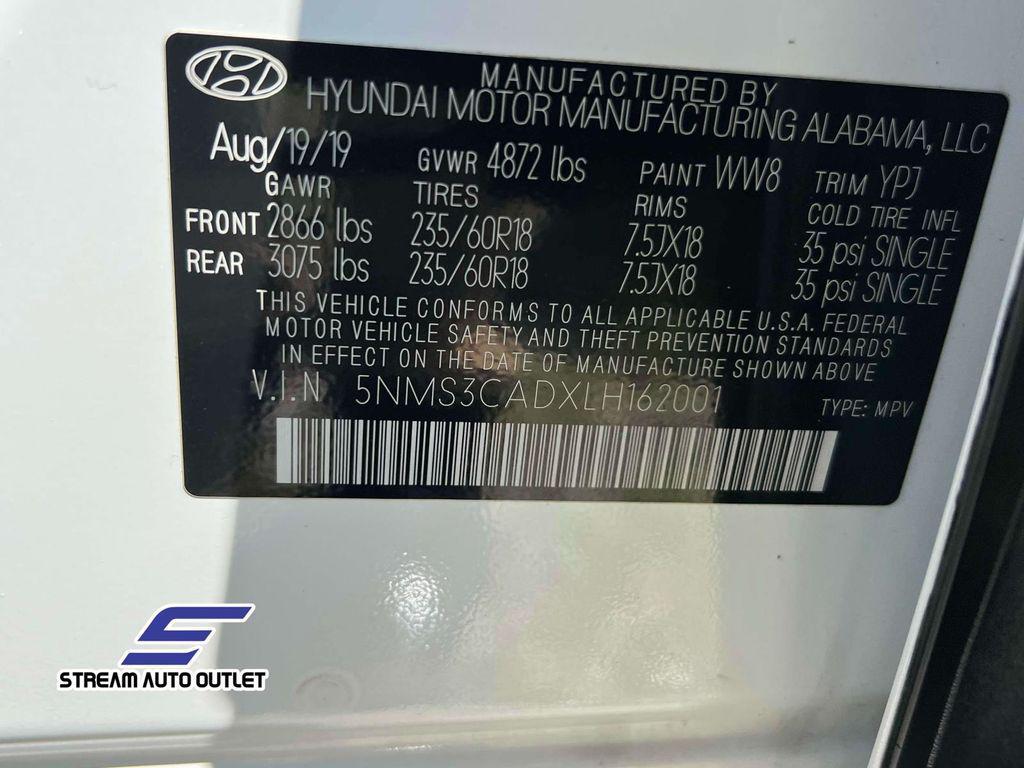 MANUFACTURED BY
HYUNDAI MOTOR MANUFACTURING ALABAMA, LLC
Aug/19/19 GVWR 4872 lbs PAINT WW8 TRIM YPJ
GAWR TIRES RIMS COLD TIRE INFL
FRONT 2866 lbs 235/60R18 7.5JX18 35 psi SINGLE
REAR 3075 lbs 235/60R18 7.5JX18 35 psi SINGLE
THIS VEHICLE CONFORMS TO ALL APPLICABLE U.S.A. FEDERAL
MOTOR VEHICLE SAFETY AND THEFT PREVENTION STANDARDS
IN EFFECT ON THE DATE OF MANUFACTURE SHOWN ABOVE
V.I.N 5NMS3CADXLH162001 TYPE: MPV
STREAM AUTO OUTLET